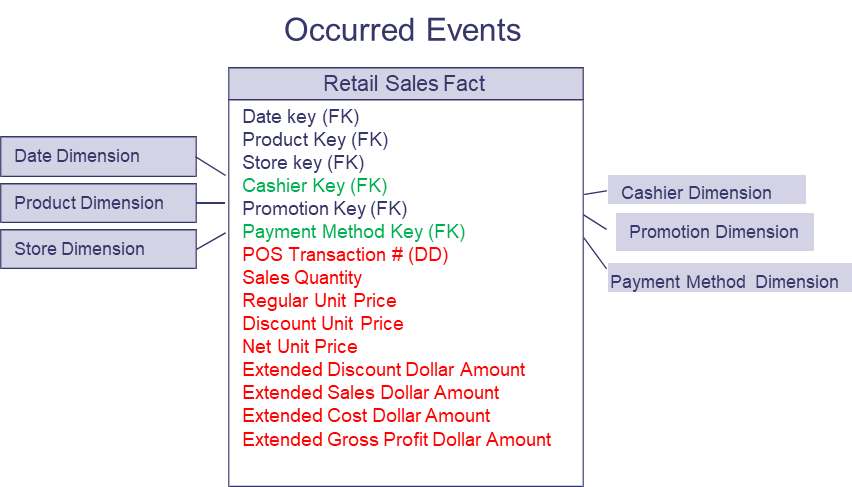 Occurred Events
Retail Sales Fact
Date key (FK)
Product Key (FK)
Store key (FK)
Cashier Key (FK)
Promotion Key (FK)
Payment Method Key (FK)
POS Transaction # (DD)
Sales Quantity
Regular Unit Price
Discount Unit Price
Net Unit Price
Extended Discount Dollar Amount
Extended Sales Dollar Amount
Extended Cost Dollar Amount
Extended Gross Profit Dollar Amount
Date Dimension
Product Dimension
Store Dimension
Cashier Dimension
Promotion Dimension
Payment Method Dimension